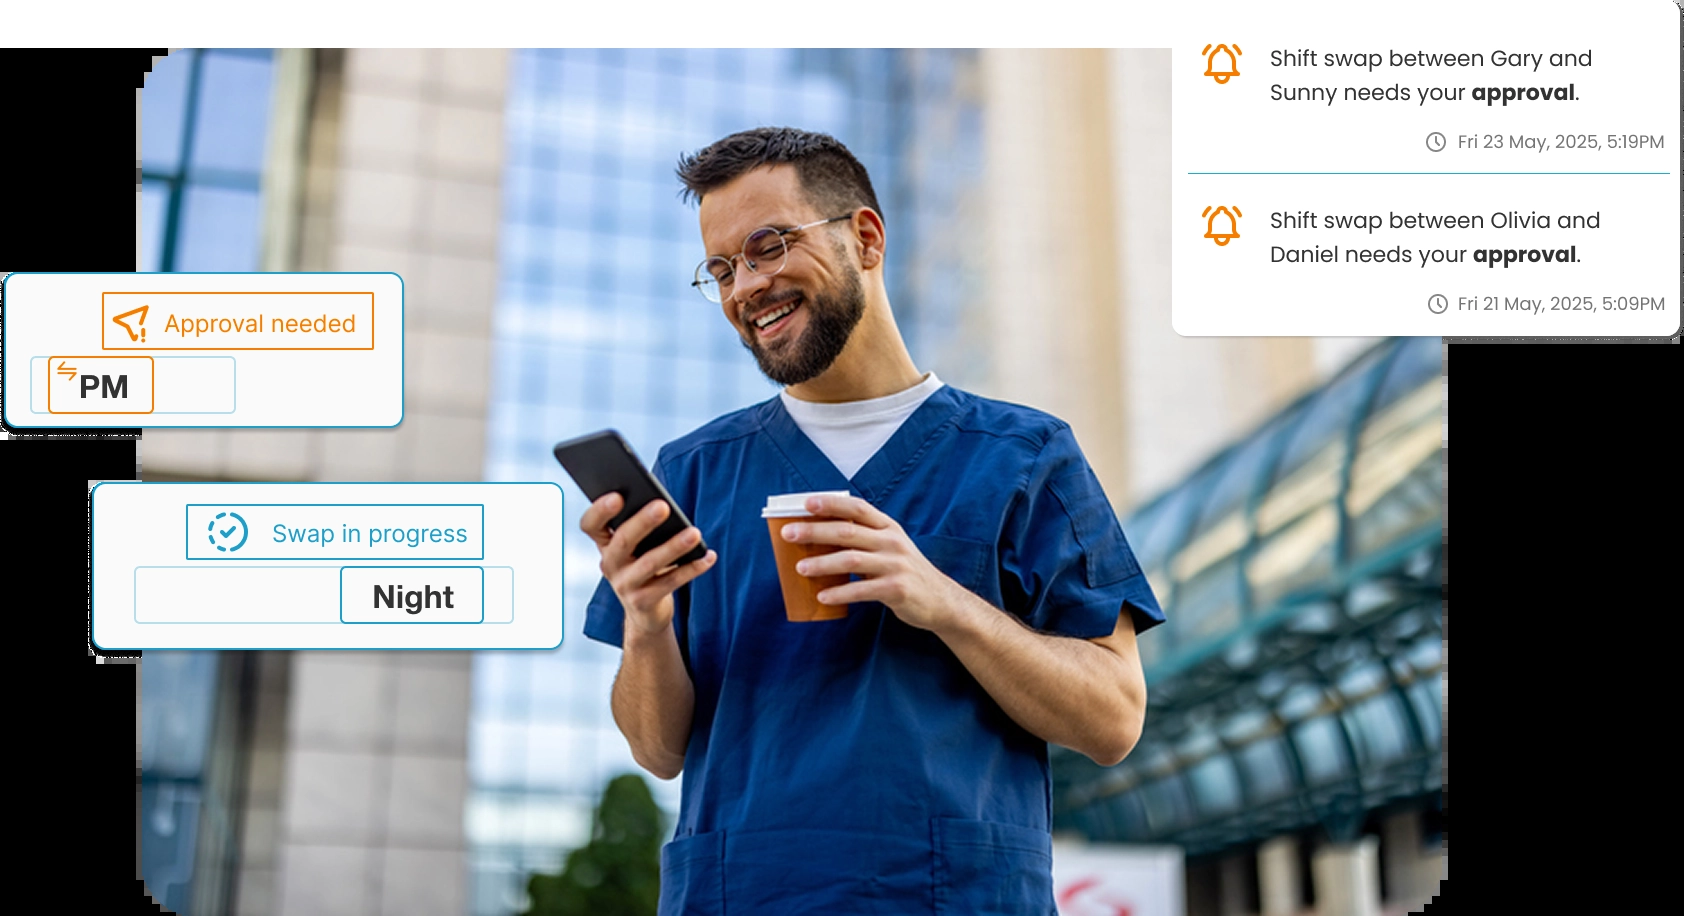 Shift swap between Gary and
Sunny needs your approval.
Fri 23 May, 2025, 5:19PM
Shift swap between Olivia and
Daniel needs your approval.
Fri 21 May, 2025, 5:09PM
Approval needed
PM
Swap in progress
Night